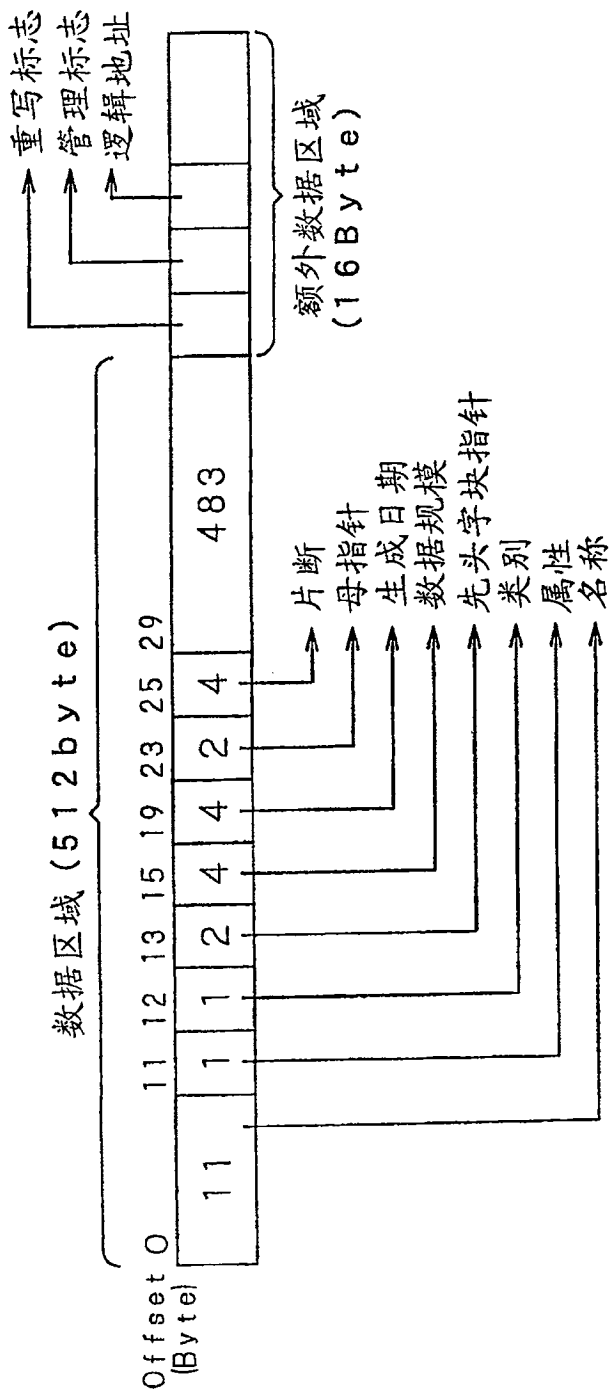 重写标志
管理标志
逻辑地址
数据区域 (512byte)
额外数据区域
(16Byte)
Offset 0 11 12 13 15 19 23 25 29
(Byte)
11 1 1 2 4 4 2 4 483
片断
母指针
生成日期
数据规模
先头字块指针
类别
属性
名称